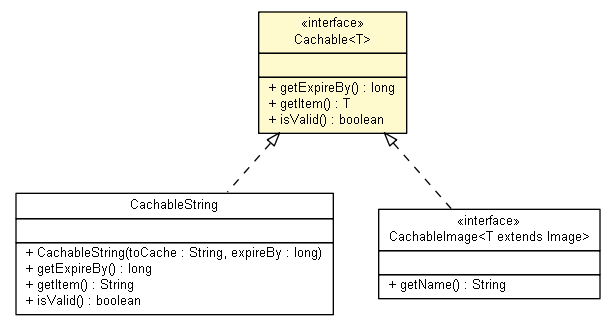 «interface»
Cachable<T>
+ getExpireBy() : long
+ getItem() : T
+ isValid() : boolean
CachableString
+ CachableString(toCache : String, expireBy : long)
+ getExpireBy() : long
+ getItem() : String
+ isValid() : boolean
«interface»
CachableImage<T extends Image>
+ getName() : String